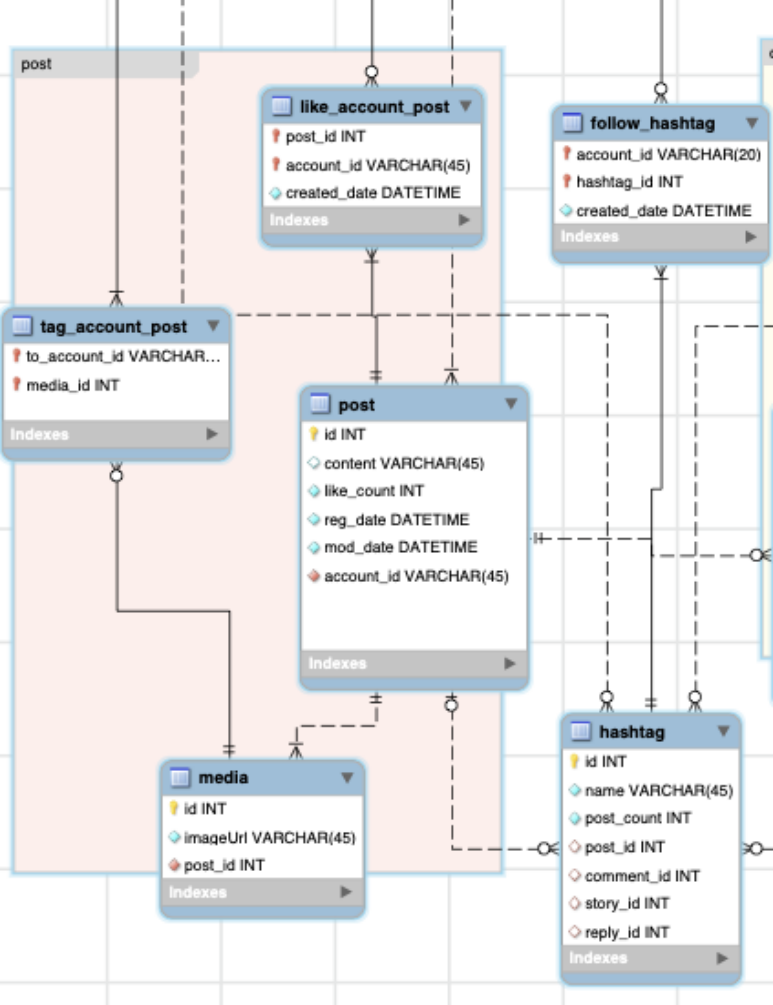 post
like_account_post
post_id INT
account_id VARCHAR(45)
created_date DATETIME
Indexes
follow_hashtag
account_id VARCHAR(20)
hashtag_id INT
created_date DATETIME
Indexes
tag_account_post
to_account_id VARCHAR...
media_id INT
Indexes
post
id INT
content VARCHAR(45)
like_count INT
reg_date DATETIME
mod_date DATETIME
account_id VARCHAR(45)
Indexes
media
id INT
imageUrl VARCHAR(45)
post_id INT
Indexes
hashtag
id INT
name VARCHAR(45)
post_count INT
post_id INT
comment_id INT
story_id INT
reply_id INT
Indexes